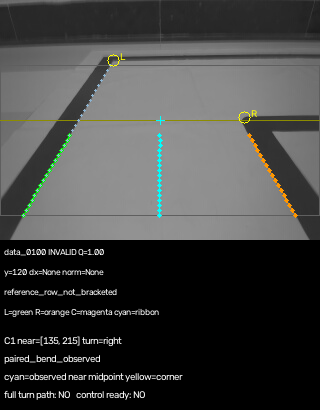 L
R
data_0100 INVALID Q=1.00
y=120 dx=None norm=None
reference_row_not_bracketed
L=green R=orange C=magenta cyan=ribbon
C1 near=[135, 215] turn=right
paired_bend_observed
cyan=observed near midpoint yellow=corner
full turn path: NO control ready: NO